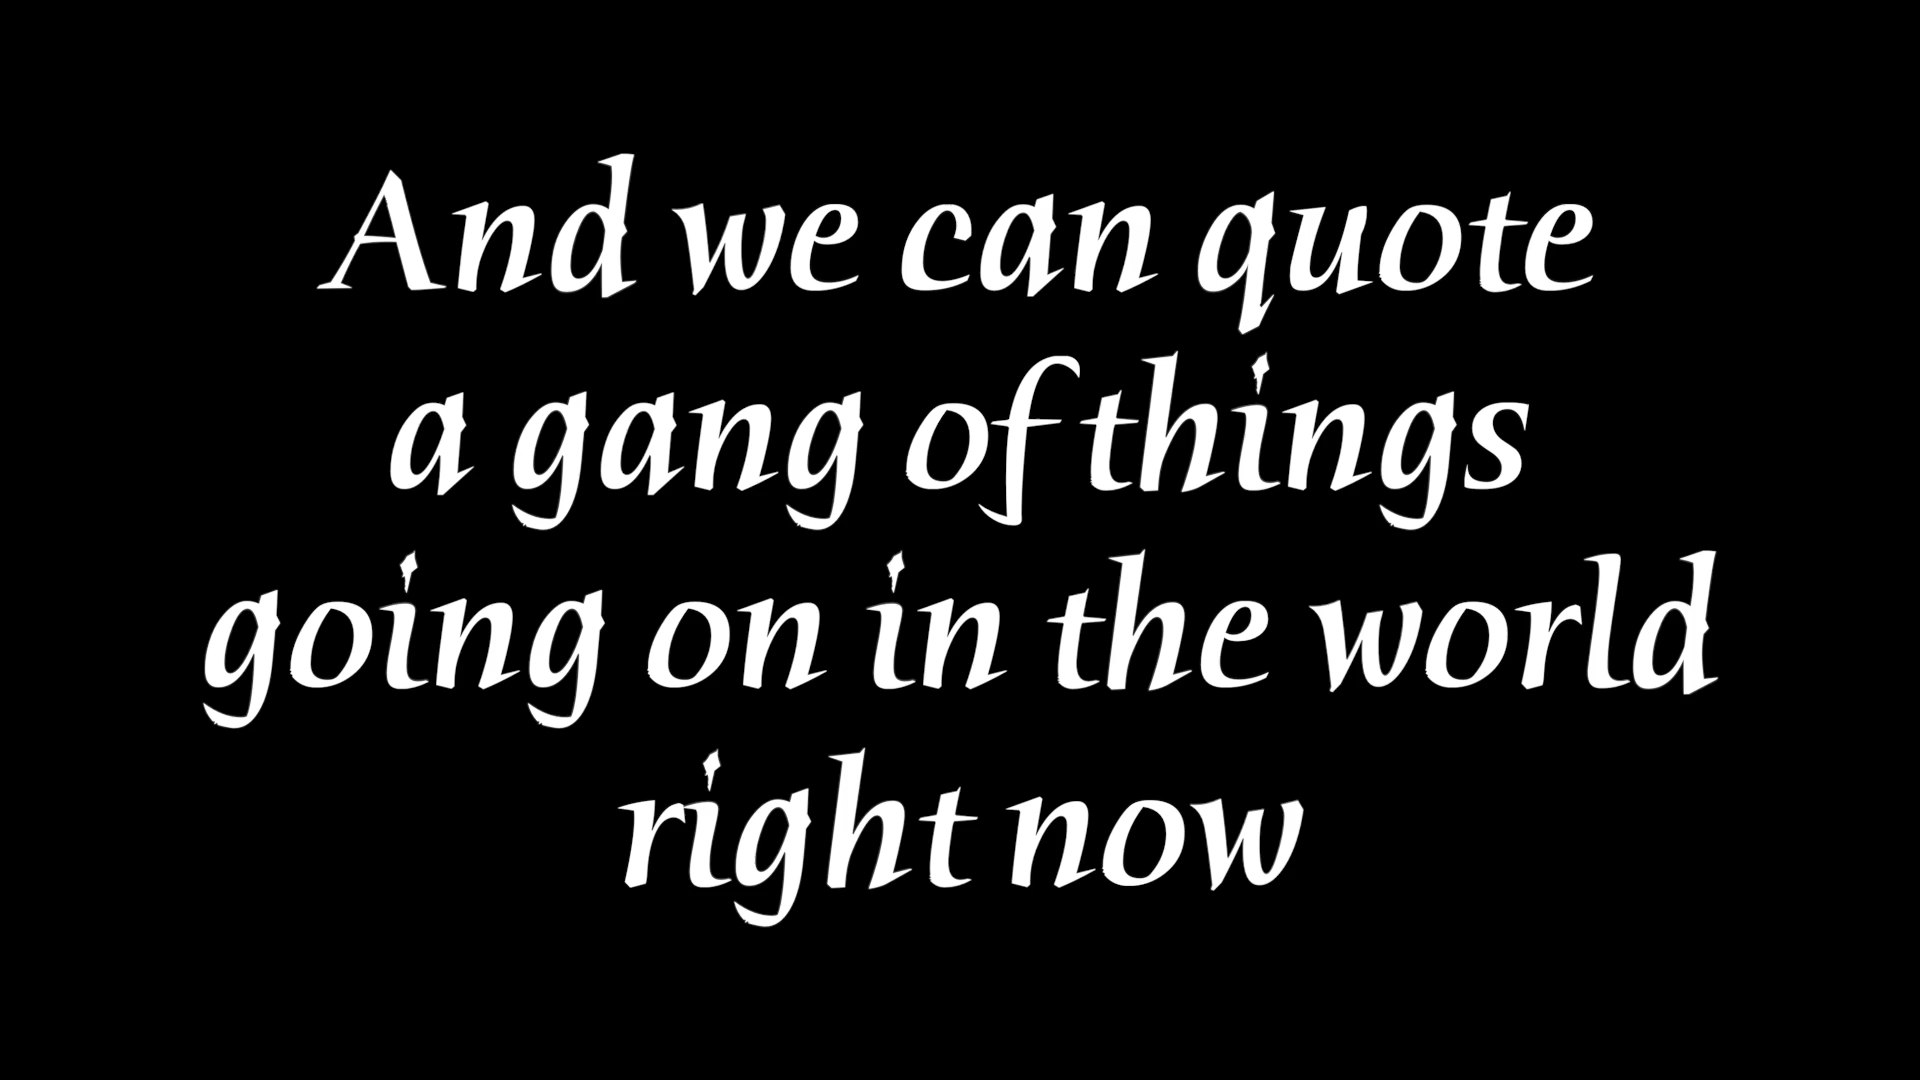 And we can quote
a gang of things
going on in the world
right now